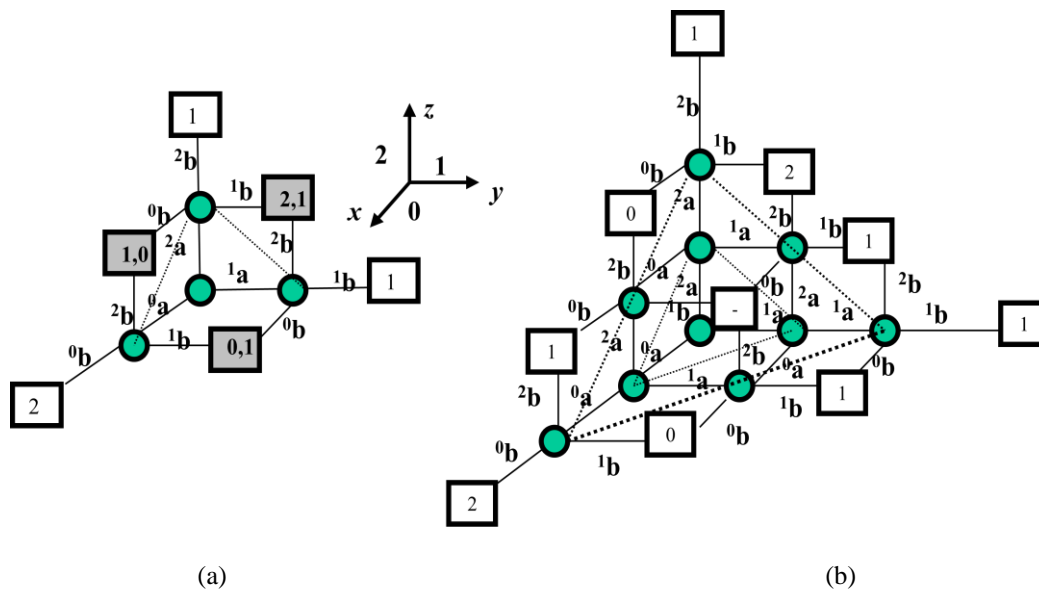 1
²b
¹b
⁰b
2,1
1,0
²a
²b
¹a
1
¹b
²b
⁰a
⁰b
¹b
0,1
⁰b
2
z
2
1
x
y
0
1
²b
¹b
⁰b
2
0
²a
²b
¹b
¹a
1
²b
⁰a
²a
⁰b
²b
⁰b
¹b
-
²a
¹a
¹a
¹b
1
1
²a
⁰a
²b
⁰a
⁰b
²b
¹a
1
⁰a
¹b
0
⁰b
⁰b
¹b
2
(a) (b)